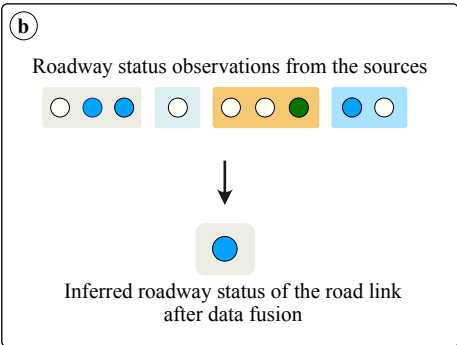 b
Roadway status observations from the sources
Inferred roadway status of the road link
after data fusion